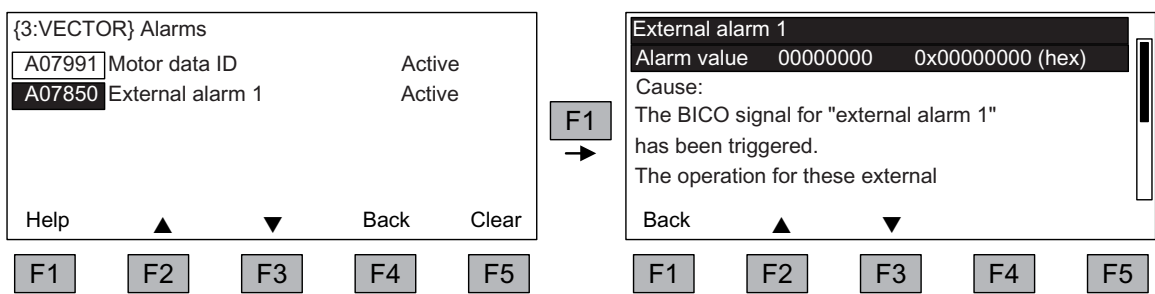 {3:VECTOR} Alarms
A07991 Motor data ID Active
A07850 External alarm 1 Active
Help ▲ ▼ Back Clear
F1 F2 F3 F4 F5
F1
→
External alarm 1
Alarm value 00000000 0x00000000 (hex)
Cause:
The BICO signal for "external alarm 1"
has been triggered.
The operation for these external
Back ▲ ▼
F1 F2 F3 F4 F5